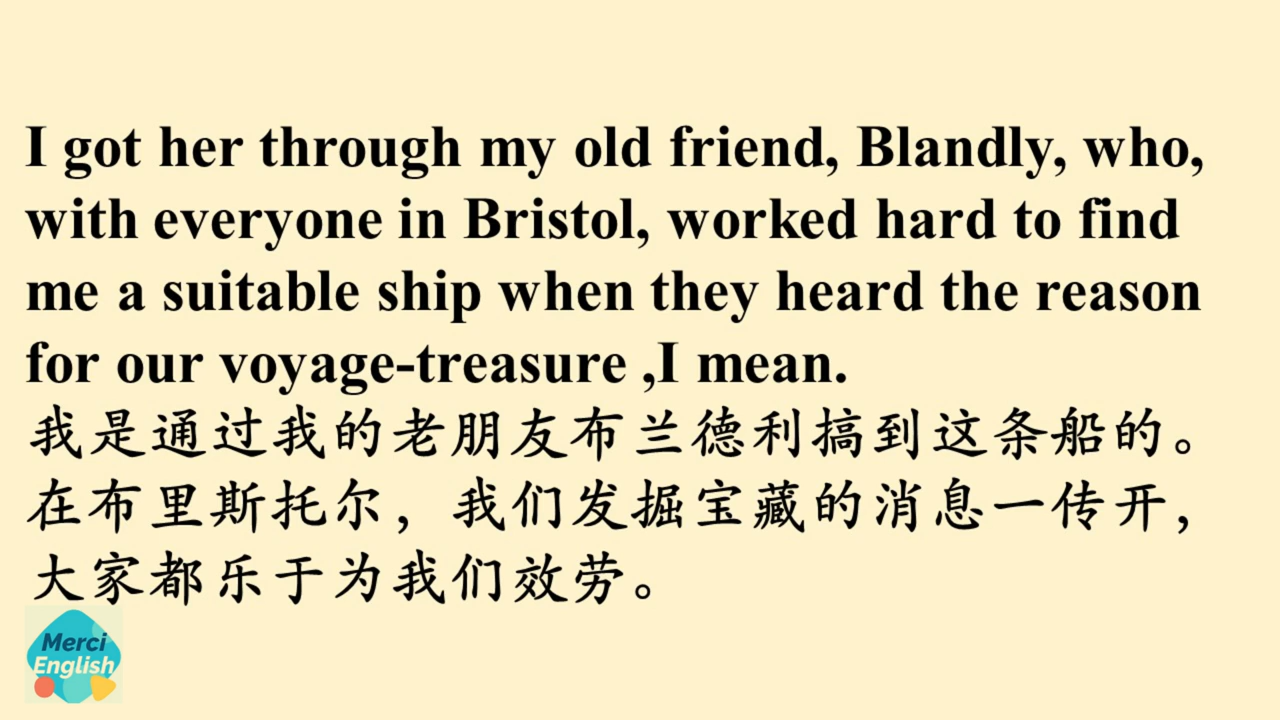 I got her through my old friend, Blandly, who,
with everyone in Bristol, worked hard to find
me a suitable ship when they heard the reason
for our voyage-treasure ,I mean.
我是通过我的老朋友布兰德利搞到这条船的。
在布里斯托尔，我们发掘宝藏的消息一传开，
大家都乐于为我们效劳。
Merci
English